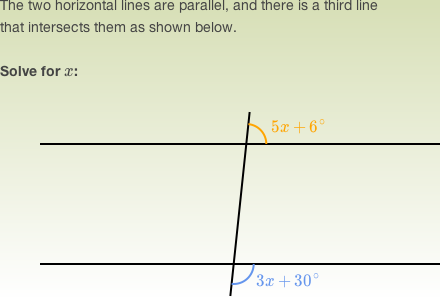 The two horizontal lines are parallel, and there is a third line
that intersects them as shown below.
Solve for x:
5x + 6°
3x + 30°